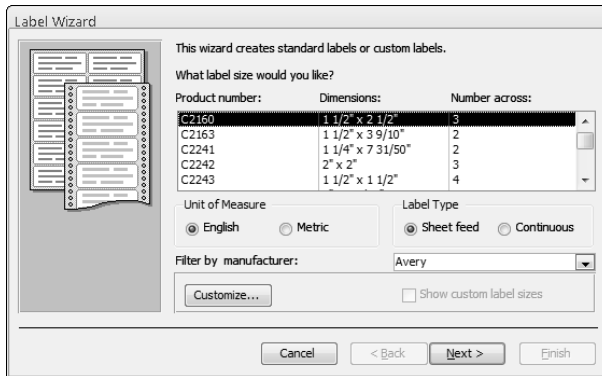 Label Wizard
This wizard creates standard labels or custom labels.
What label size would you like?
Product number: Dimensions: Number across:
C2160 1 1/2" x 2 1/2" 3
C2163 1 1/2" x 3 9/10" 2
C2241 1 1/4" x 7 31/50" 2
C2242 2" x 2" 3
C2243 1 1/2" x 1 1/2" 4
Unit of Measure Label Type
English Metric Sheet feed Continuous
Filter by manufacturer: Avery
Customize... Show custom label sizes
Cancel < Back Next > Finish